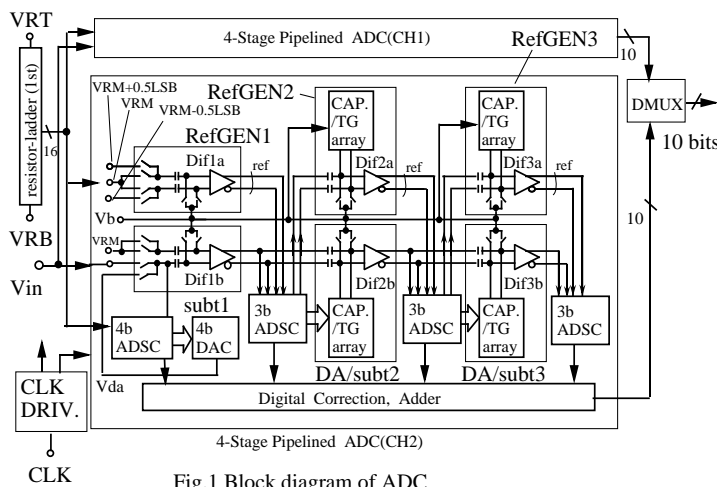 VRT
4-Stage Pipelined ADC(CH1)
10
RefGEN3
resistor-ladder (1st)
VRM+0.5LSB
VRM
VRM-0.5LSB
RefGEN2
CAP.
/TG
array
CAP.
/TG
array
DMUX
10 bits
16
RefGEN1
Dif1a
ref
Dif2a
ref
Dif3a
ref
Vb
10
VRB
VRM
Vin
Dif1b
Dif2b
Dif3b
subt1
4b
ADSC
4b
DAC
3b
ADSC
CAP.
/TG
array
3b
ADSC
CAP.
/TG
array
3b
ADSC
Vda
DA/subt2
DA/subt3
CLK
DRIV.
Digital Correction, Adder
4-Stage Pipelined ADC(CH2)
CLK
Fig.1 Block diagram of ADC